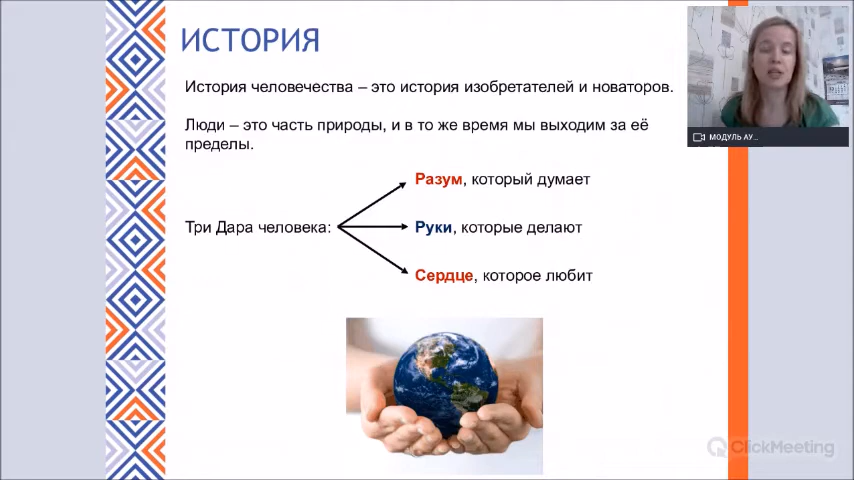 ИСТОРИЯ
История человечества – это история изобретателей и новаторов.
Люди – это часть природы, и в то же время мы выходим за её
пределы.
Разум, который думает
Три Дара человека:
Руки, которые делают
Сердце, которое любит
МОДУЛЬ АУ...
ClickMeeting